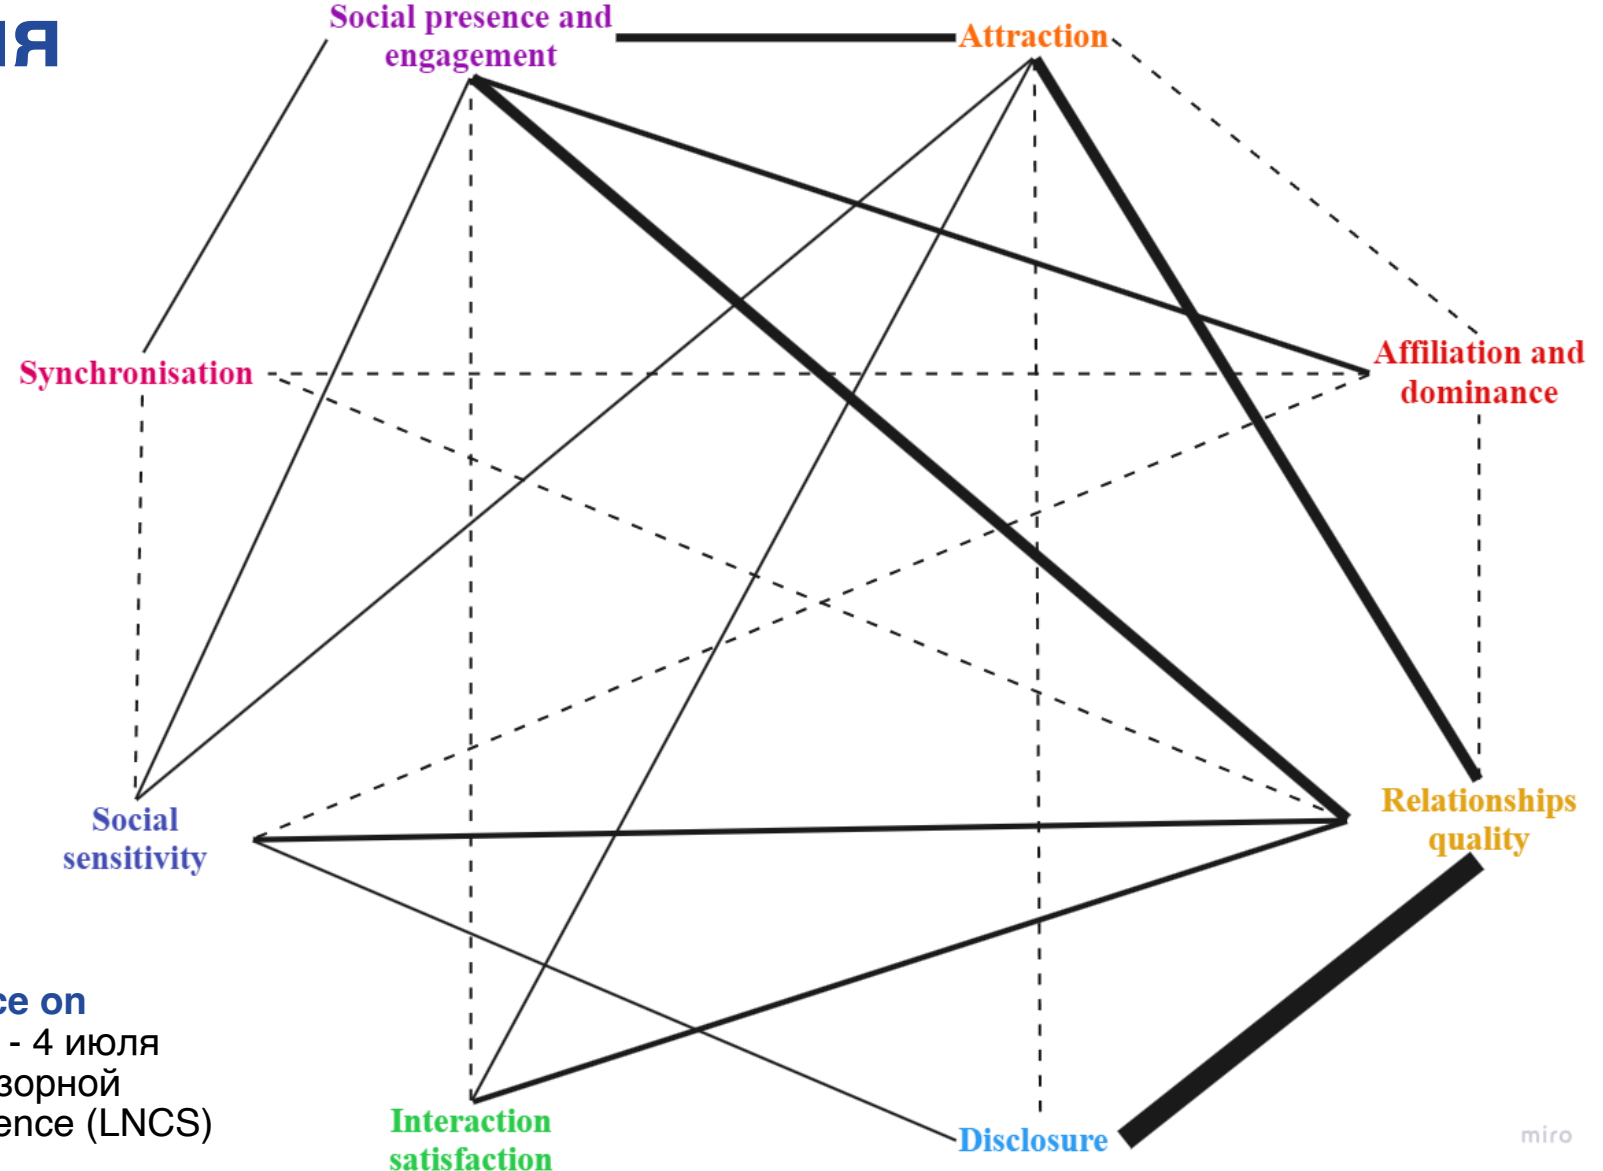 ия
Social presence and
engagement
Attraction
Synchronisation
Affiliation and
dominance
Social
sensitivity
Relationships
quality
ce on
- 4 июля
зорной
ence (LNCS)
Interaction
satisfaction
Disclosure
miro